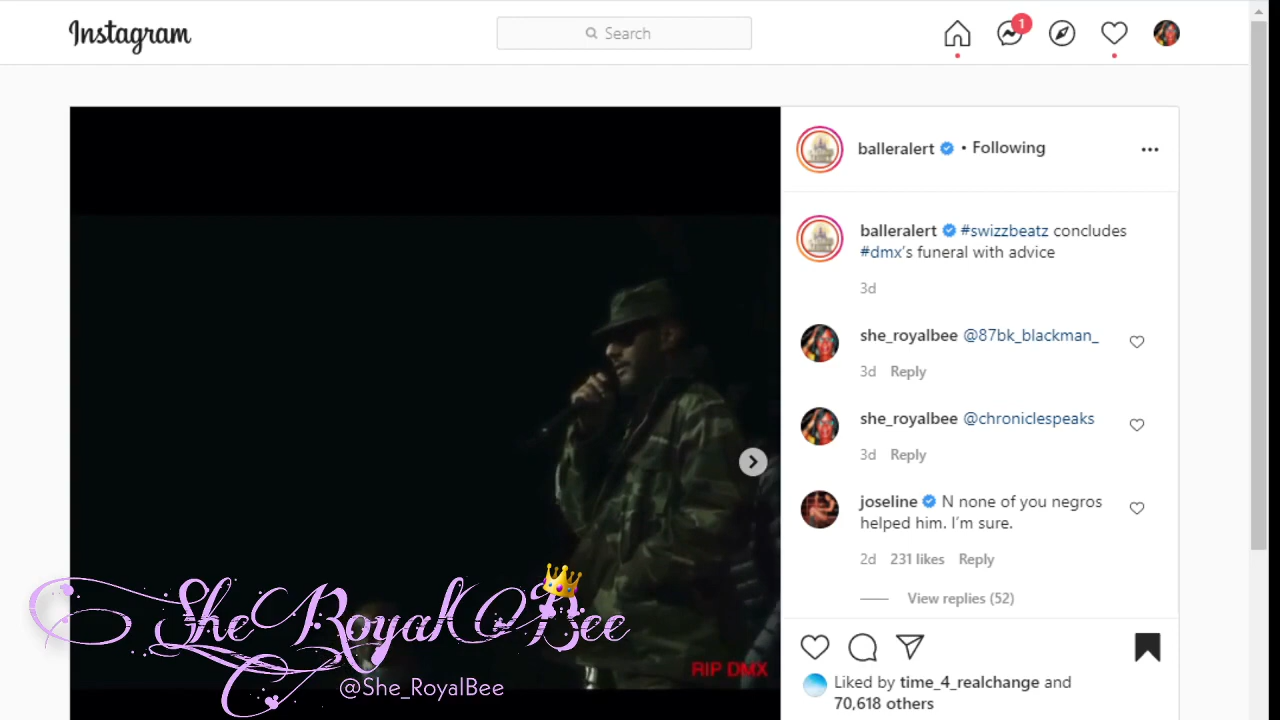 Instagram
Search
1
balleralert • Following
balleralert #swizzbeatz concludes
#dmx's funeral with advice
3d
she_royalbee @87bk_blackman_
3d Reply
she_royalbee @chroniclespeaks
3d Reply
joseline N none of you negros
helped him. I'm sure.
2d 231 likes Reply
View replies (52)
Liked by time_4_realchange and
70,618 others
RIP DMX
SheRoyalBee
@She_RoyalBee